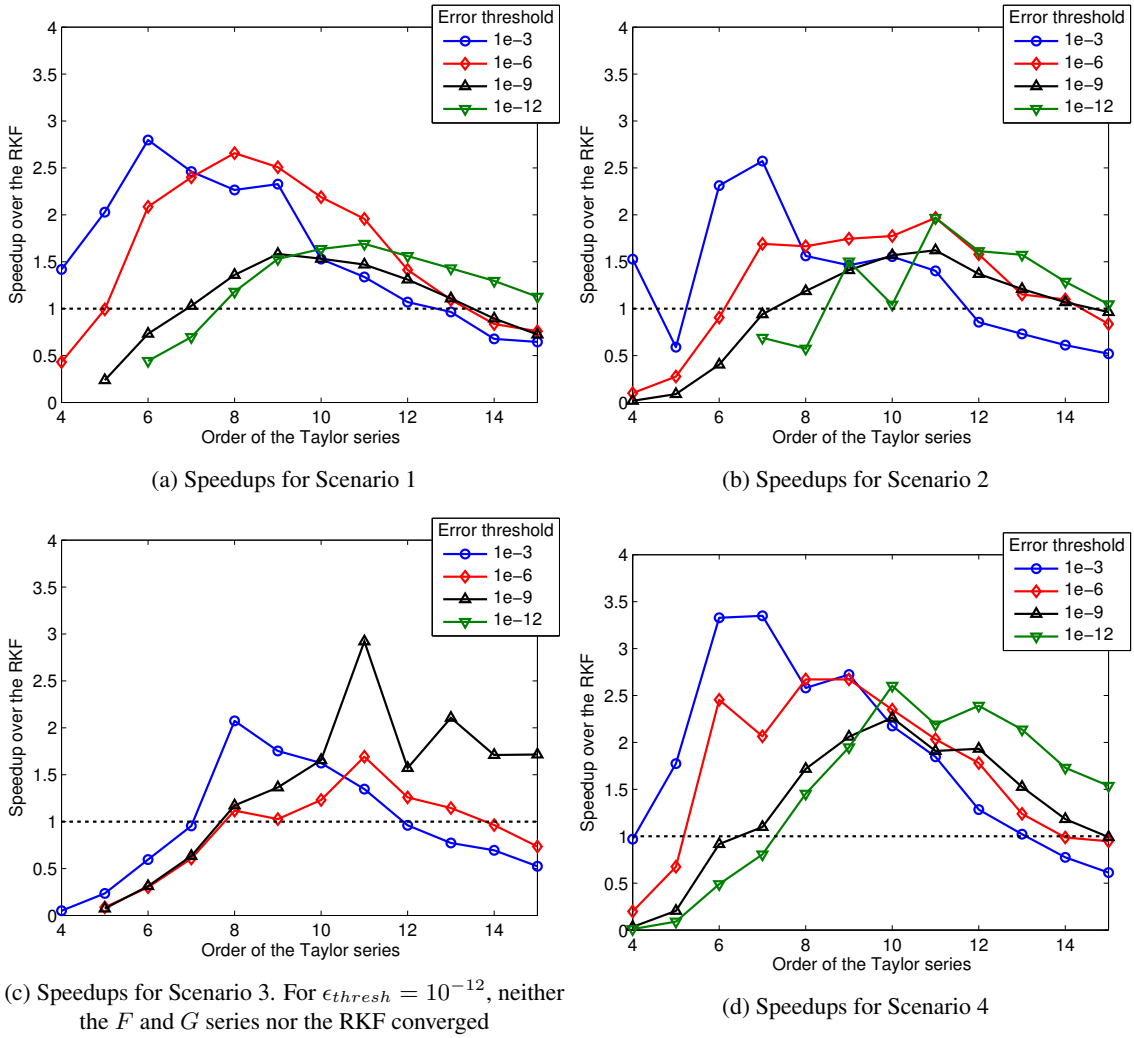 Error threshold
1e−3
1e−6
1e−9
1e−12
4
3.5
3
2.5
2
1.5
1
0.5
0
Speedup over the RKF
4 6 8 10 12 14
Order of the Taylor series
(a) Speedups for Scenario 1
Error threshold
1e−3
1e−6
1e−9
1e−12
4
3.5
3
2.5
2
1.5
1
0.5
0
Speedup over the RKF
4 6 8 10 12 14
Order of the Taylor series
(b) Speedups for Scenario 2
Error threshold
1e−3
1e−6
1e−9
1e−12
4
3.5
3
2.5
2
1.5
1
0.5
0
Speedup over the RKF
4 6 8 10 12 14
Order of the Taylor series
(c) Speedups for Scenario 3. For ϵ_thresh = 10^−12, neither
the F and G series nor the RKF converged
Error threshold
1e−3
1e−6
1e−9
1e−12
4
3.5
3
2.5
2
1.5
1
0.5
0
Speedup over the RKF
4 6 8 10 12 14
Order of the Taylor series
(d) Speedups for Scenario 4